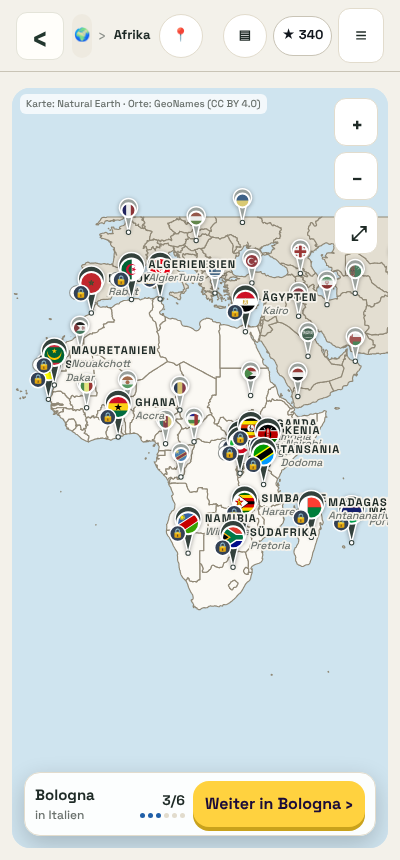 < > Afrika ★ 340 ≡
Karte: Natural Earth · Orte: GeoNames (CC BY 4.0)
+
−
ALGERIEN
Algier
Tunis
Rabat
ÄGYPTEN
Kairo
MAURETANIEN
Nouakchott
Dakar
GHANA
Accra
KENIA
Nairobi
TANSANIA
Dodoma
Harare
MADAGAS
NAMIBIA
SÜDAFRIKA
Pretoria
Bologna
in Italien
3/6
Weiter in Bologna >